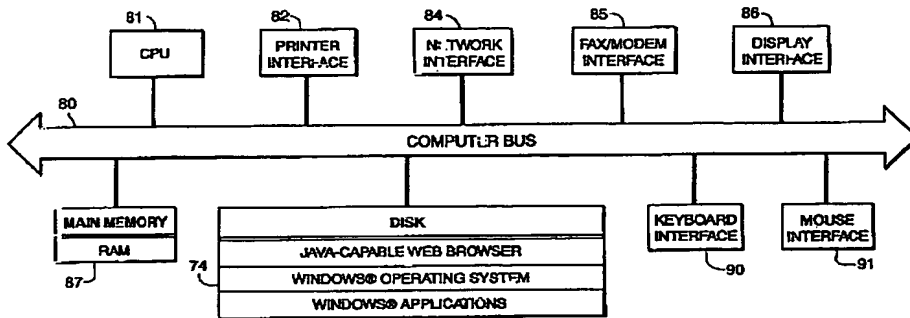 81
82
84
85
86
CPU
PRINTER
INTERFACE
NETWORK
INTERFACE
FAX/MODEM
INTERFACE
DISPLAY
INTERFACE
80
COMPUTER BUS
MAIN MEMORY
RAM
87
74
DISK
JAVA-CAPABLE WEB BROWSER
WINDOWS® OPERATING SYSTEM
WINDOWS® APPLICATIONS
KEYBOARD
INTERFACE
90
MOUSE
INTERFACE
91